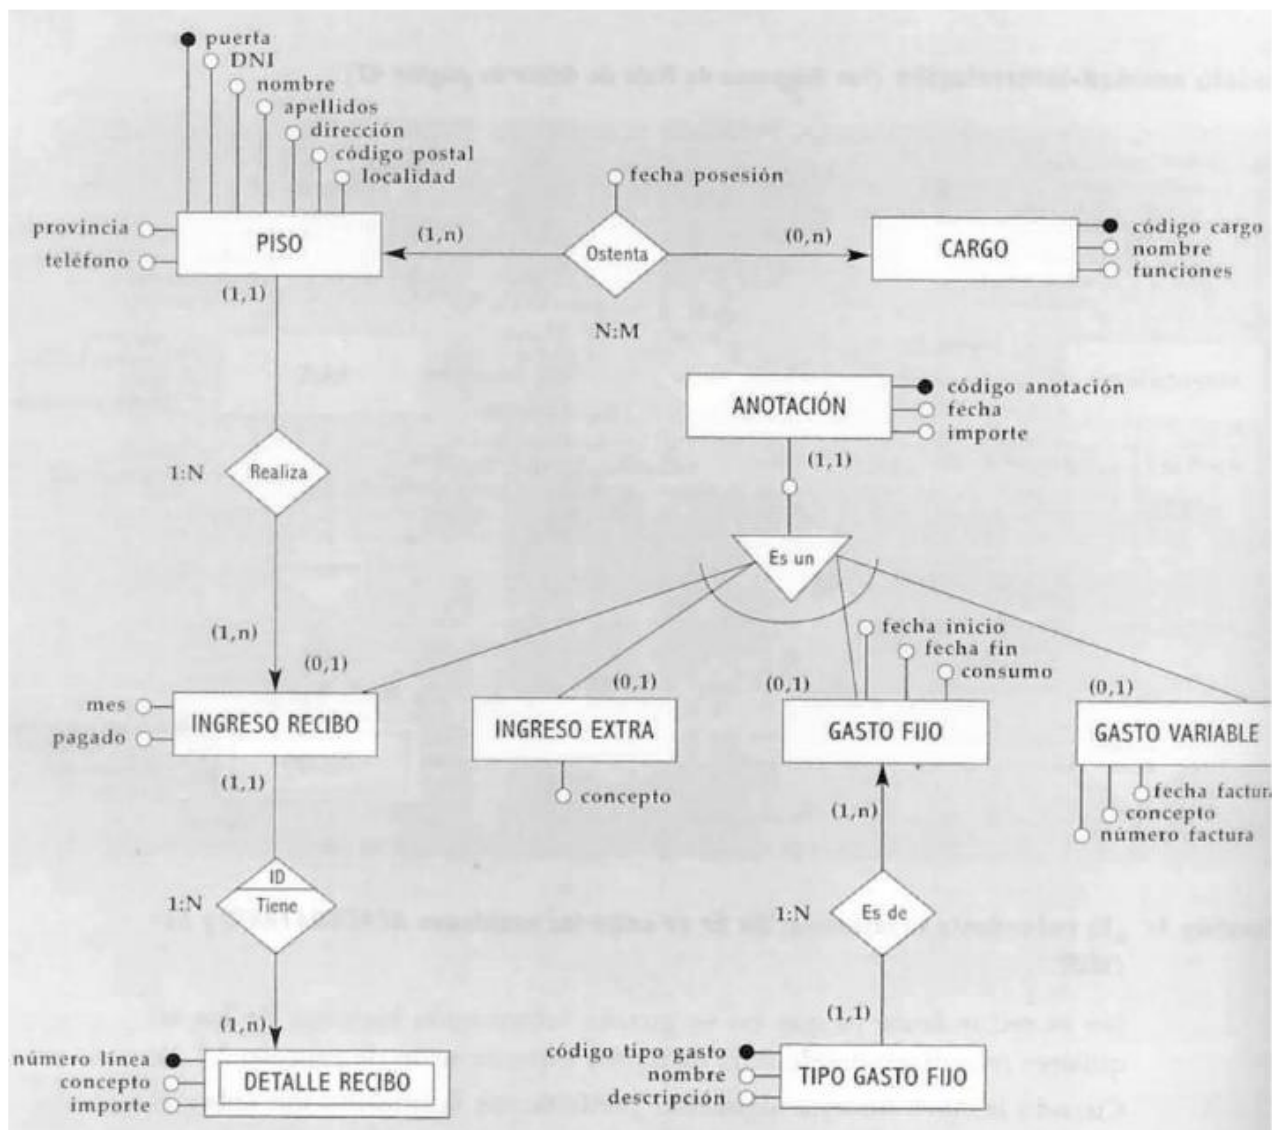 puerta
DNI
nombre
apellidos
dirección
código postal
localidad
provincia
teléfono
PISO
(1,n)
fecha posesión
Ostenta
N:M
(0,n)
CARGO
código cargo
nombre
funciones
(1,1)
1:N
Realiza
(1,n)
ANOTACIÓN
código anotación
fecha
importe
(1,1)
Es un
(0,1)
mes
pagado
INGRESO RECIBO
(0,1)
INGRESO EXTRA
concepto
fecha inicio
fecha fin
consumo
(0,1)
GASTO FIJO
(0,1)
GASTO VARIABLE
fecha factura
concepto
número factura
(1,1)
1:N
ID
Tiene
(1,n)
número línea
concepto
importe
DETALLE RECIBO
(1,n)
1:N
Es de
(1,1)
código tipo gasto
nombre
descripción
TIPO GASTO FIJO